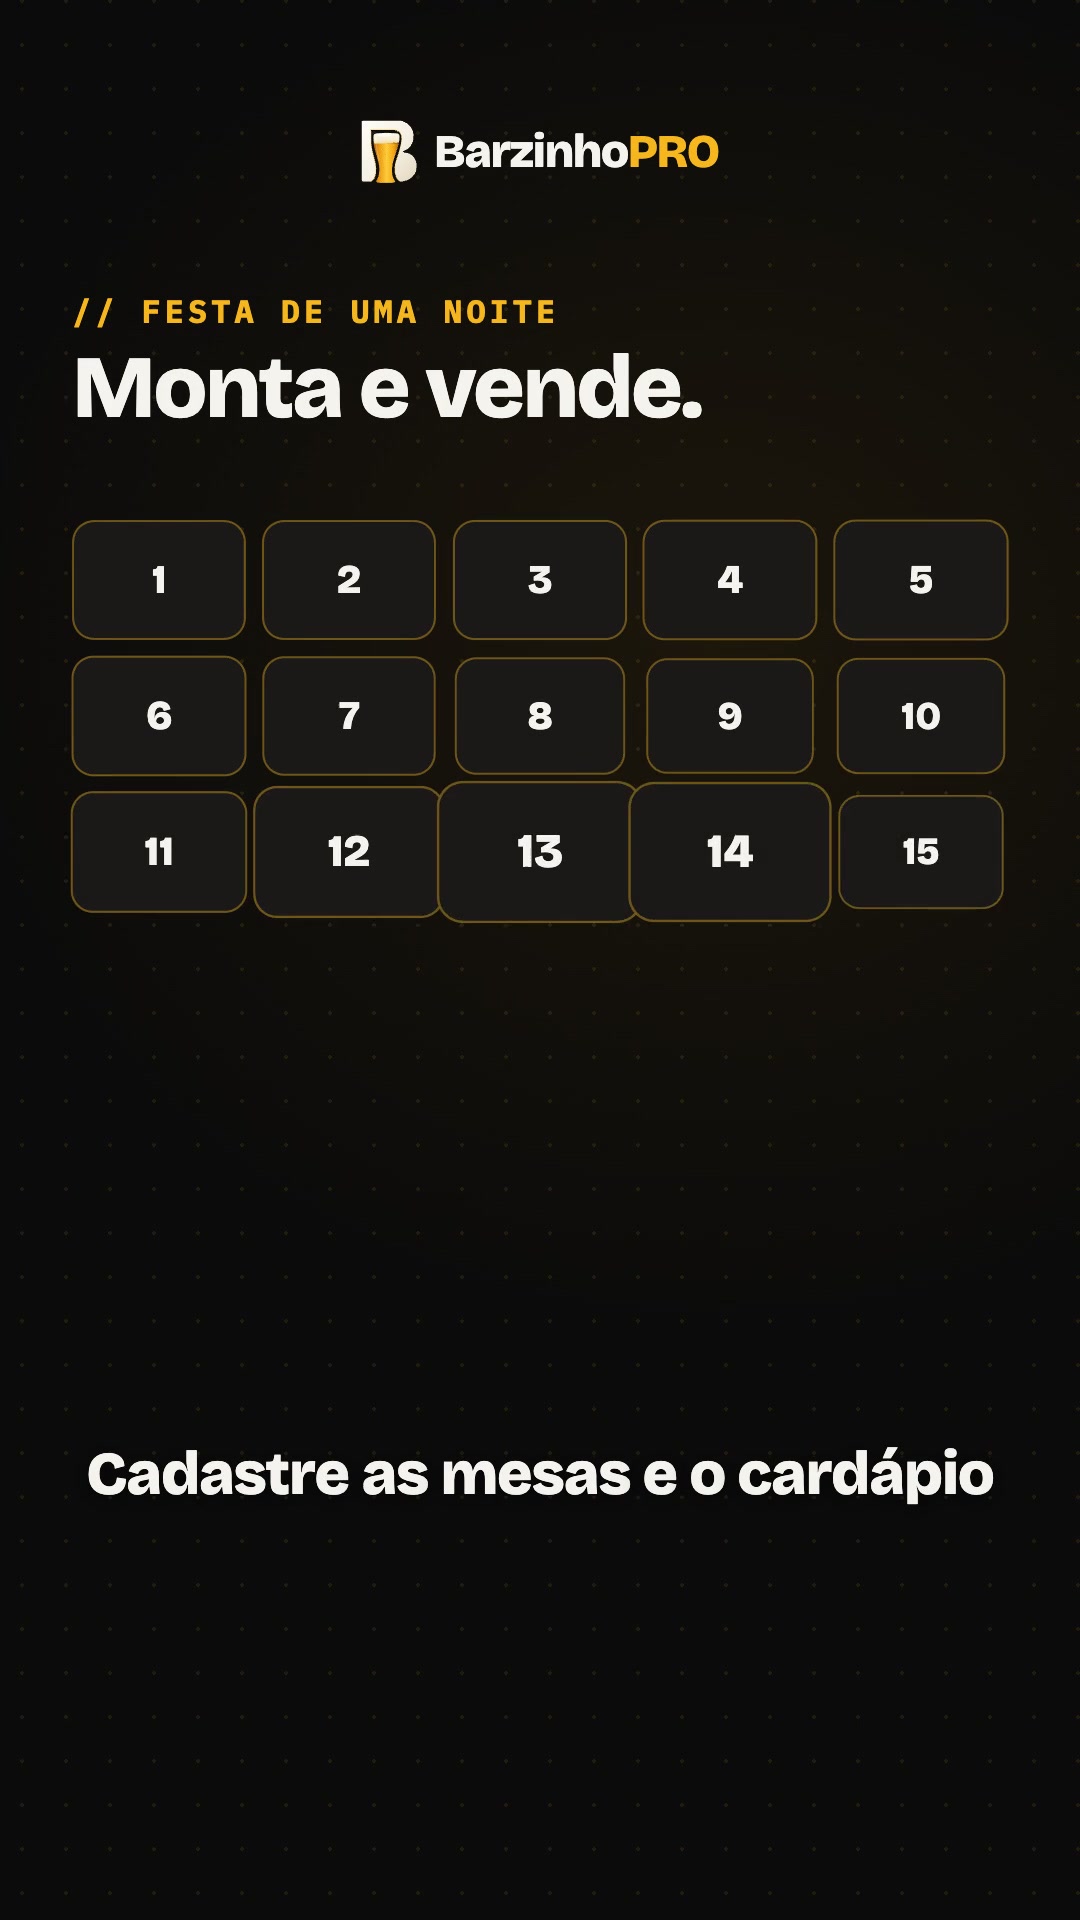 BarzinhoPRO
// FESTA DE UMA NOITE
Monta e vende.
1 2 3 4 5
6 7 8 9 10
11 12 13 14 15
Cadastre as mesas e o cardápio